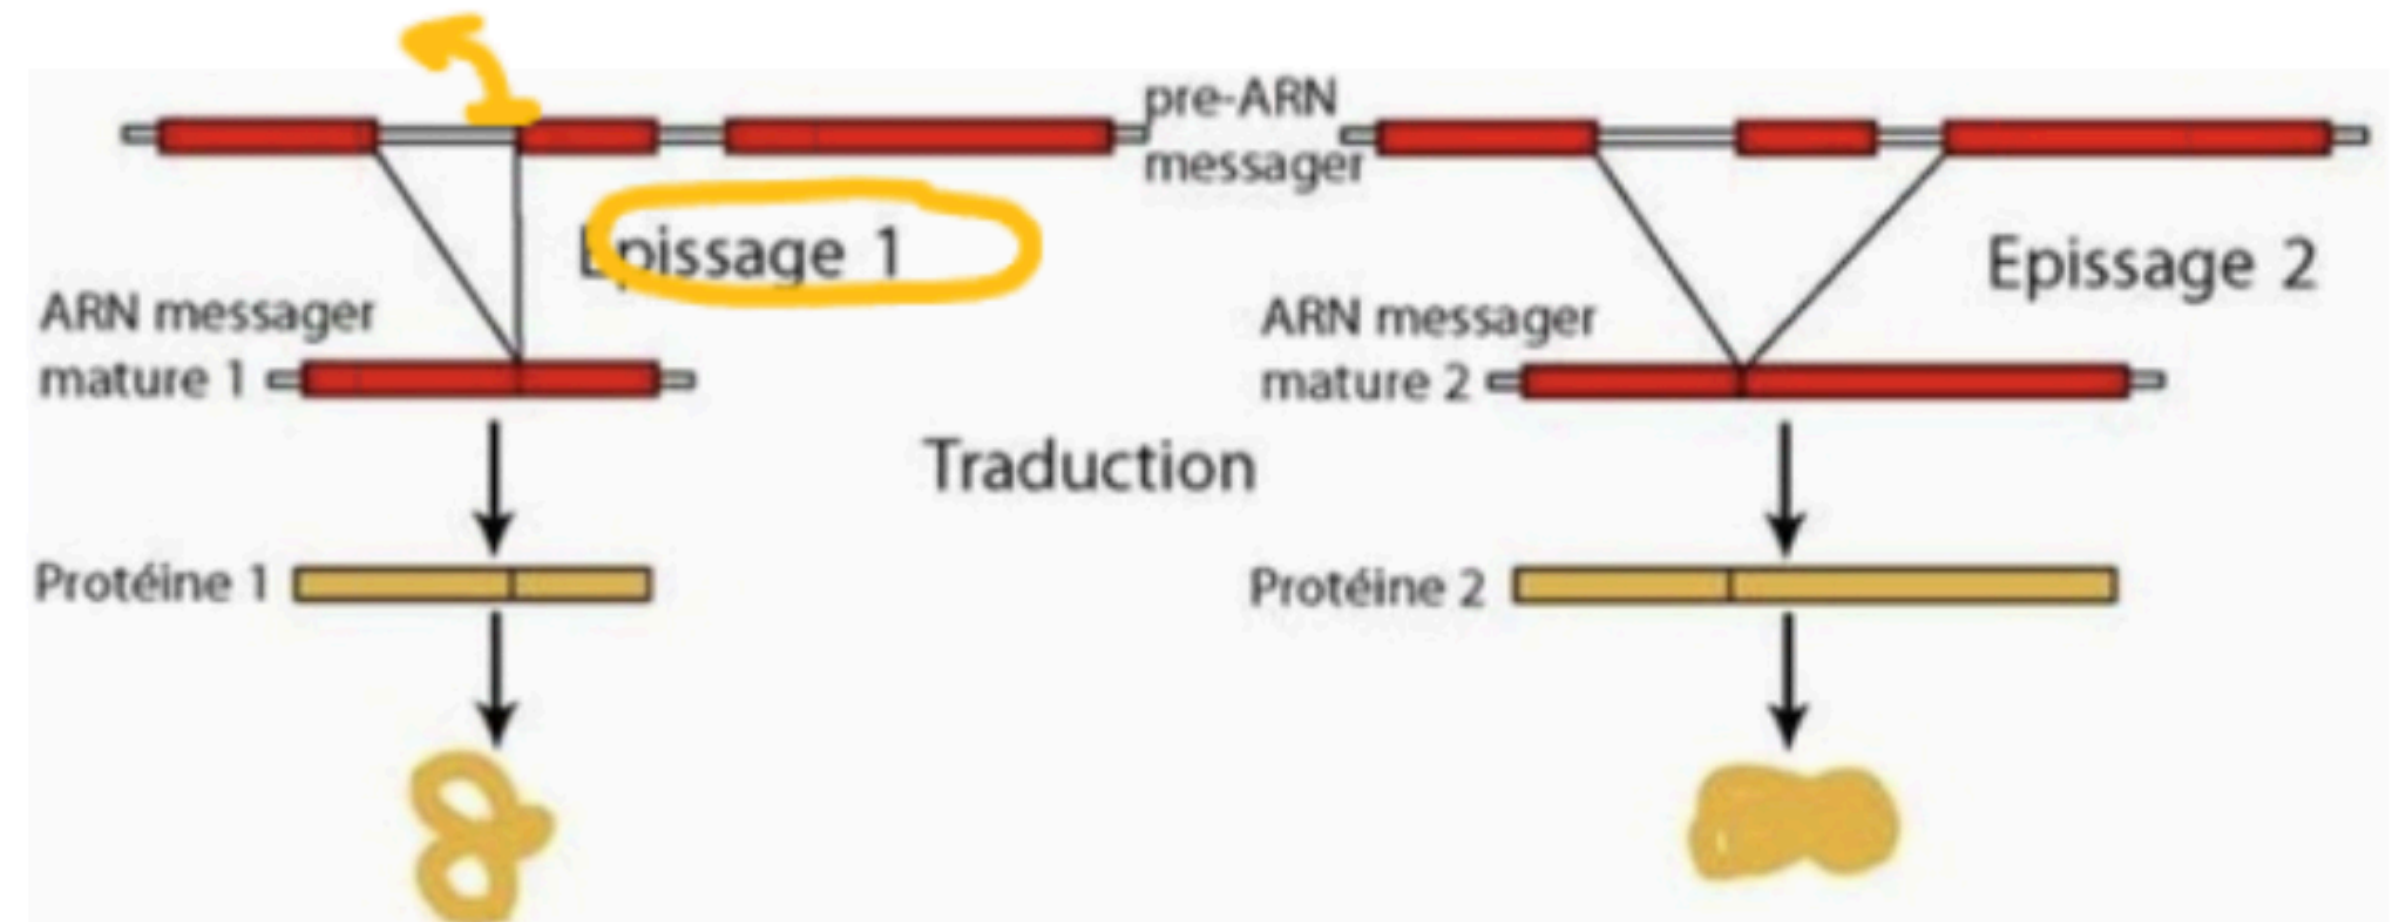 pre-ARN
messager
Epissage 1
Epissage 2
ARN messager
mature 1
ARN messager
mature 2
Traduction
Protéine 1
Protéine 2